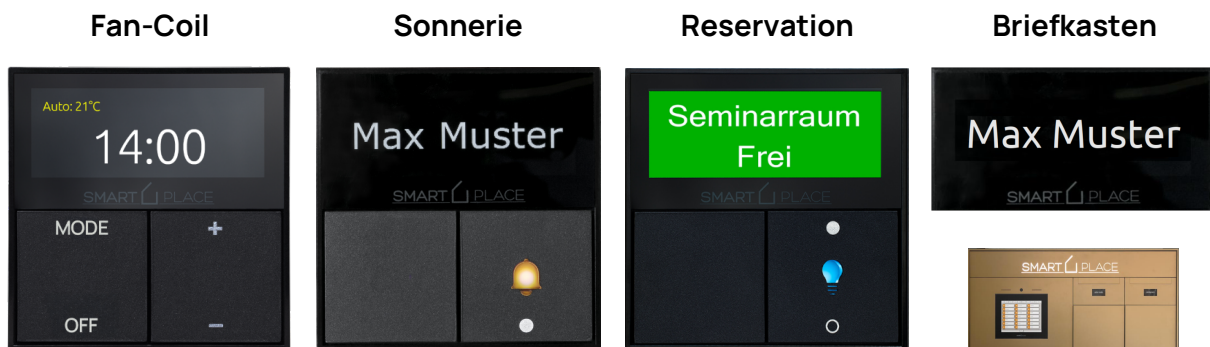 Fan-Coil
Sonnerie
Reservation
Briefkasten
Auto: 21°C
14:00
SMART PLACE
MODE
+
OFF
−
Max Muster
SMART PLACE
Seminarraum
Frei
SMART PLACE
Max Muster
SMART PLACE
SMART PLACE